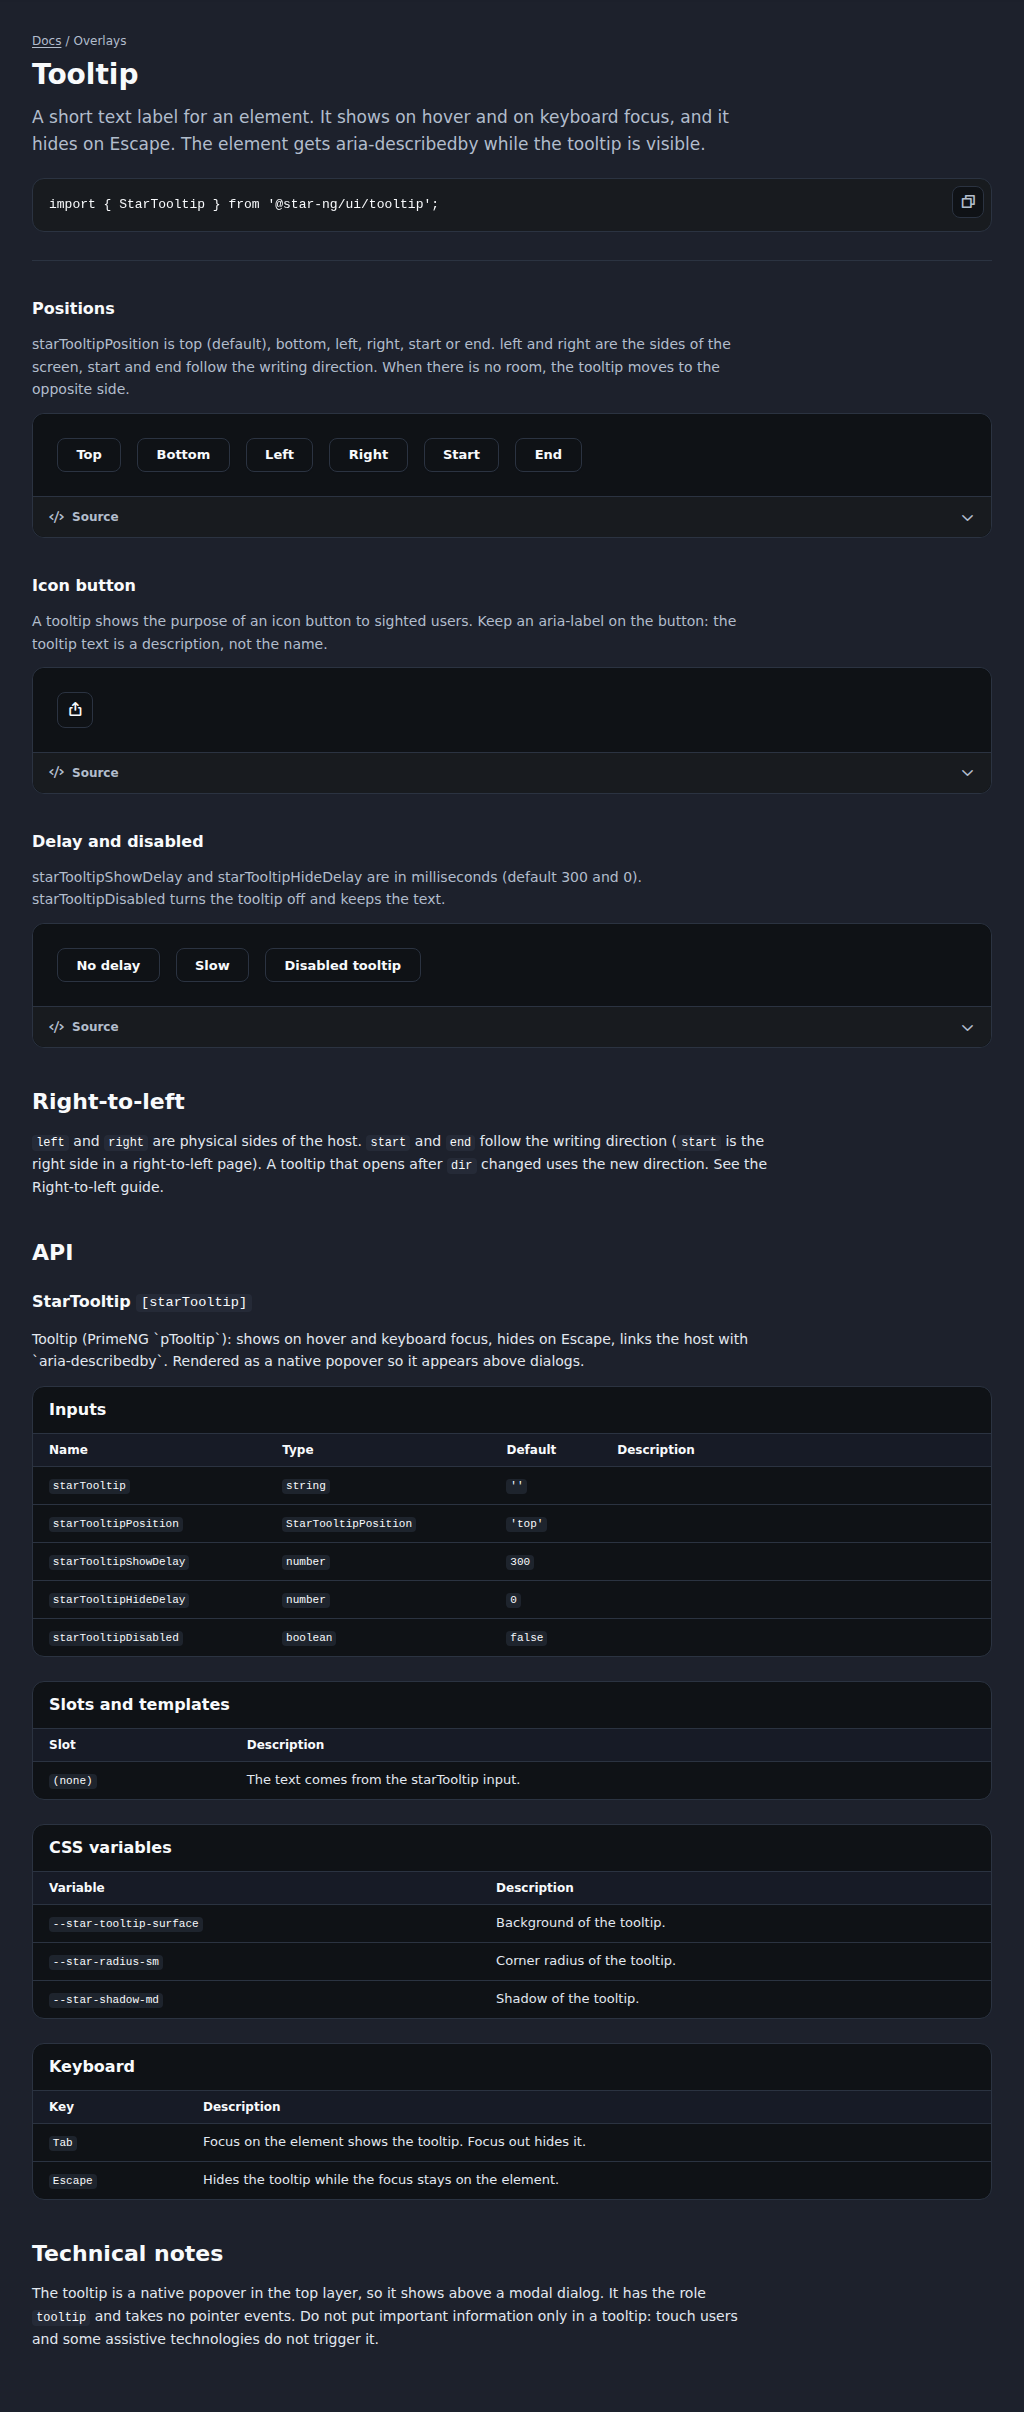 Docs / Overlays
Tooltip
A short text label for an element. It shows on hover and on keyboard focus, and it
hides on Escape. The element gets aria-describedby while the tooltip is visible.
import { StarTooltip } from '@star-ng/ui/tooltip';
Positions
starTooltipPosition is top (default), bottom, left, right, start or end. left and right are the sides of the
screen, start and end follow the writing direction. When there is no room, the tooltip moves to the
opposite side.
Top Bottom Left Right Start End
Source
Icon button
A tooltip shows the purpose of an icon button to sighted users. Keep an aria-label on the button: the
tooltip text is a description, not the name.
Source
Delay and disabled
starTooltipShowDelay and starTooltipHideDelay are in milliseconds (default 300 and 0).
starTooltipDisabled turns the tooltip off and keeps the text.
No delay Slow Disabled tooltip
Source
Right-to-left
left and right are physical sides of the host. start and end follow the writing direction ( start is the
right side in a right-to-left page). A tooltip that opens after dir changed uses the new direction. See the
Right-to-left guide.
API
StarTooltip [starTooltip]
Tooltip (PrimeNG `pTooltip`): shows on hover and keyboard focus, hides on Escape, links the host with
`aria-describedby`. Rendered as a native popover so it appears above dialogs.
Inputs
Name Type Default Description
starTooltip string ''
starTooltipPosition StarTooltipPosition 'top'
starTooltipShowDelay number 300
starTooltipHideDelay number 0
starTooltipDisabled boolean false
Slots and templates
Slot Description
(none) The text comes from the starTooltip input.
CSS variables
Variable Description
--star-tooltip-surface Background of the tooltip.
--star-radius-sm Corner radius of the tooltip.
--star-shadow-md Shadow of the tooltip.
Keyboard
Key Description
Tab Focus on the element shows the tooltip. Focus out hides it.
Escape Hides the tooltip while the focus stays on the element.
Technical notes
The tooltip is a native popover in the top layer, so it shows above a modal dialog. It has the role
tooltip and takes no pointer events. Do not put important information only in a tooltip: touch users
and some assistive technologies do not trigger it.